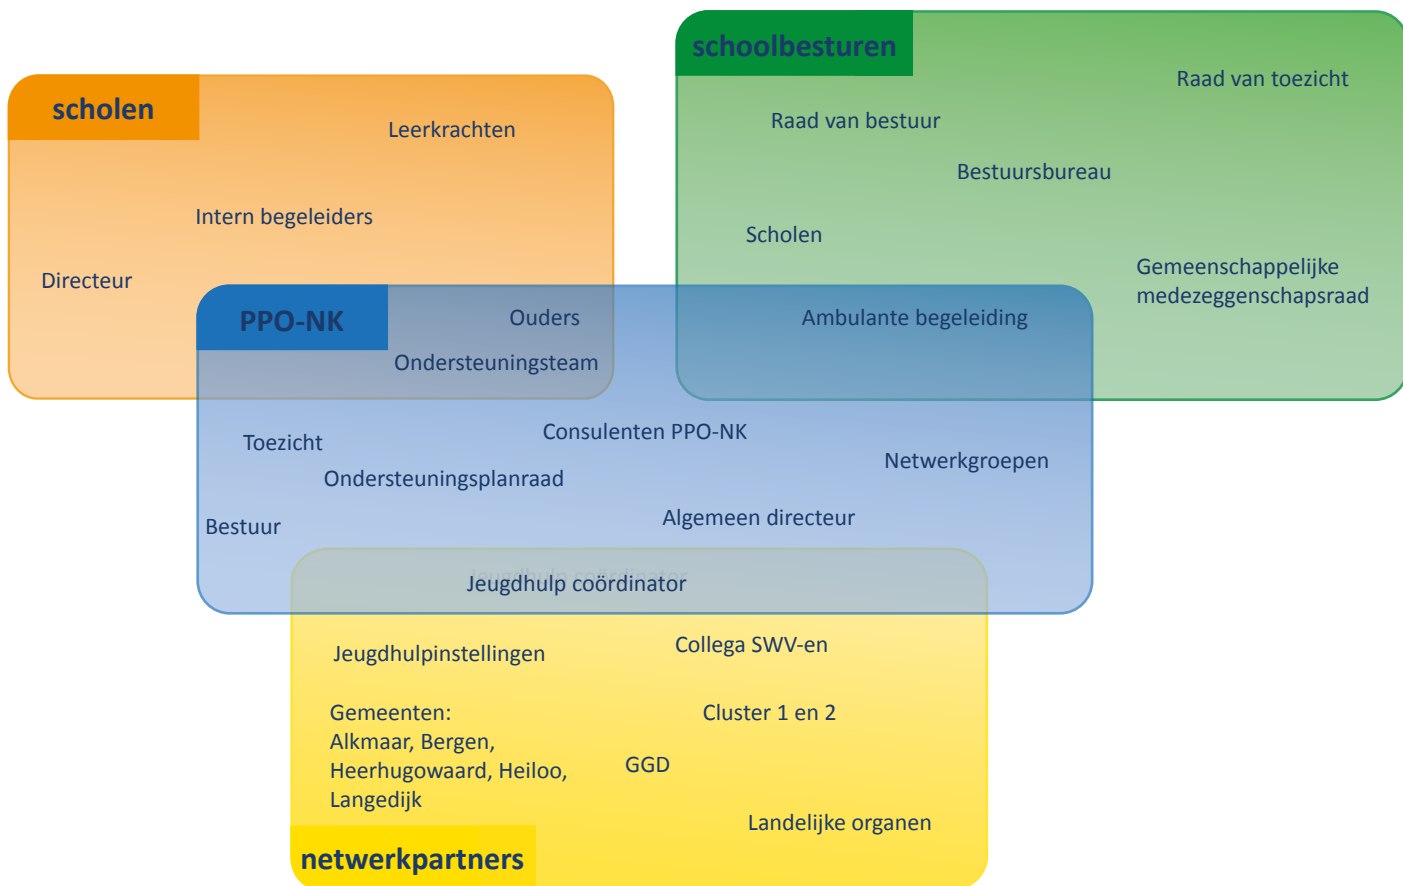 scholen
Leerkrachten
Intern begeleiders
Directeur
schoolbesturen
Raad van toezicht
Raad van bestuur
Bestuursbureau
Scholen
Gemeenschappelijke
medezeggenschapsraad
PPO-NK
Ouders
Ondersteuningsteam
Ambulante begeleiding
Consulenten PPO-NK
Toezicht
Netwerkgroepen
Ondersteuningsplanraad
Algemeen directeur
Bestuur
Jeugdhulp coördinator
Jeugdhulp coördinator
Jeugdhulpinstellingen
Collega SWV-en
Gemeenten:
Alkmaar, Bergen,
Heerhugowaard, Heiloo,
Langedijk
Cluster 1 en 2
GGD
Landelijke organen
netwerkpartners